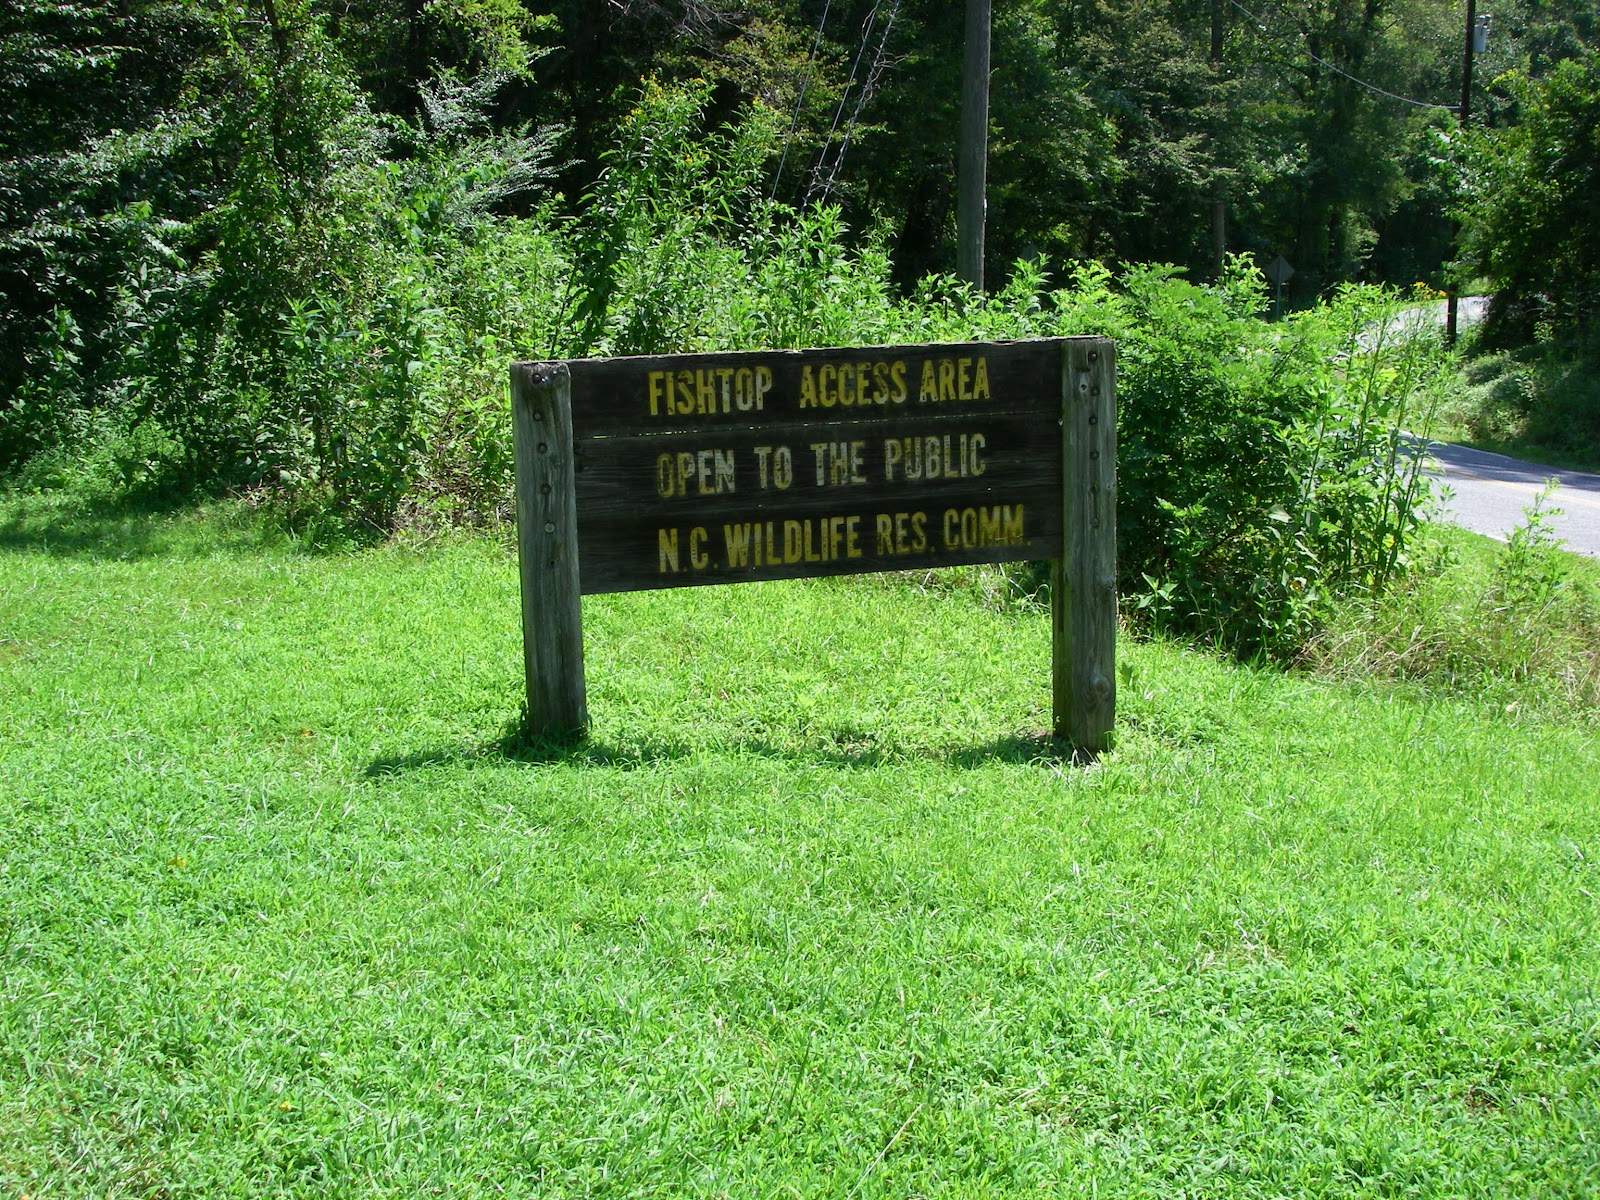 FISHTOP ACCESS AREA
OPEN TO THE PUBLIC
N.C. WILDLIFE RES. COMM.